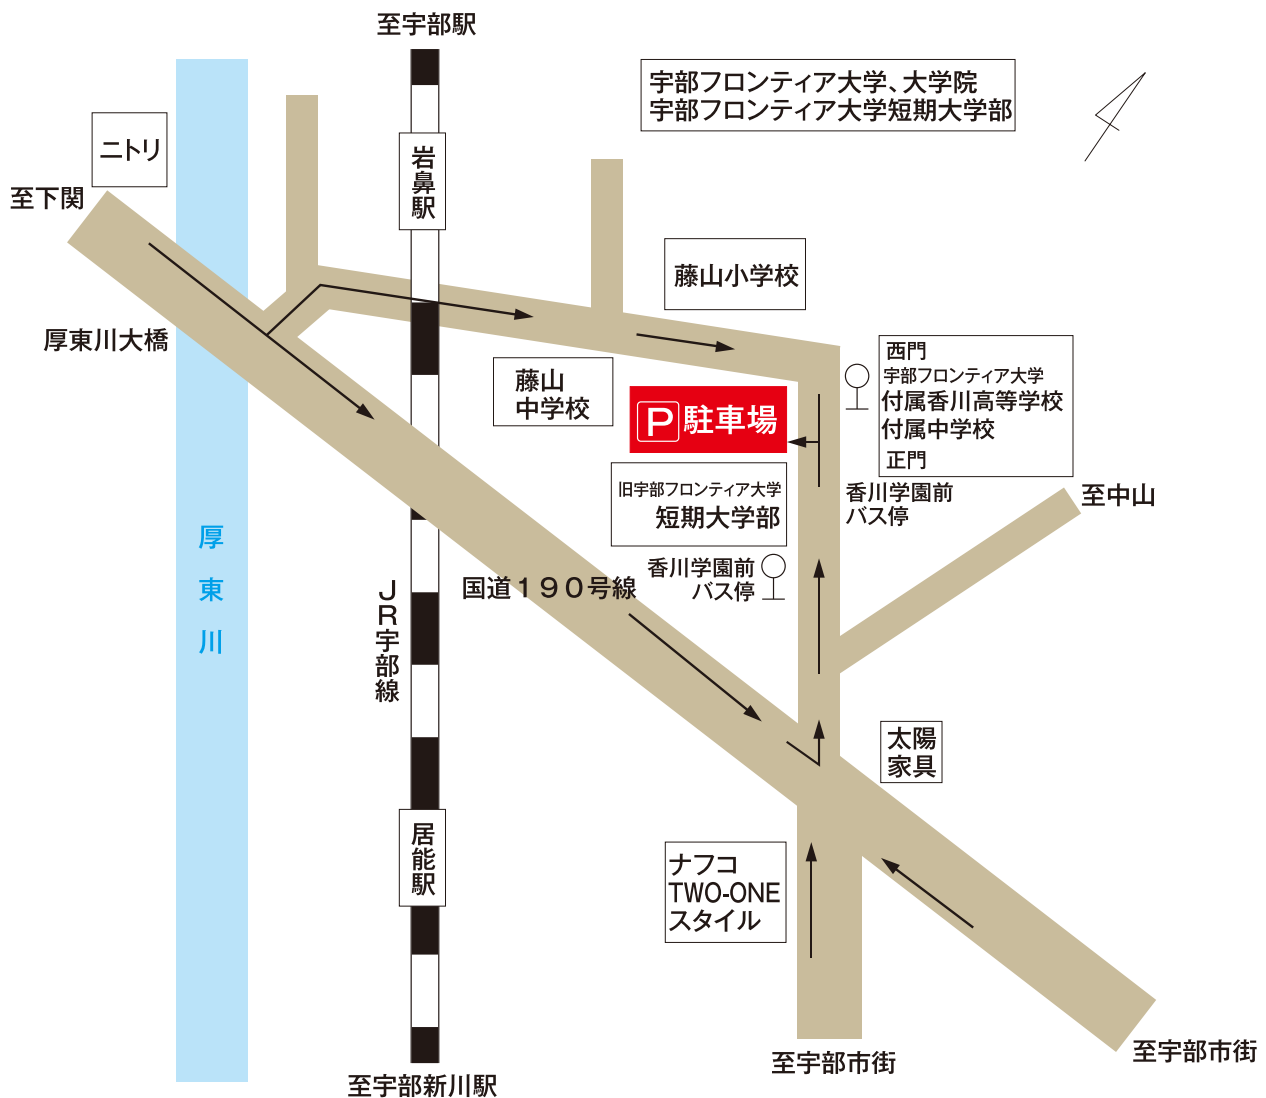 至宇部駅
宇部フロンティア大学、大学院
宇部フロンティア大学短期大学部
ニトリ
岩鼻駅
至下関
藤山小学校
厚東川大橋
西門
宇部フロンティア大学
付属香川高等学校
付属中学校
正門
藤山
中学校
P駐車場
旧宇部フロンティア大学
短期大学部
香川学園前
バス停
至中山
厚東川
香川学園前
バス停
国道190号線
JR宇部線
太陽
家具
居能駅
ナフコ
TWO-ONE
スタイル
至宇部市街
至宇部市街
至宇部新川駅